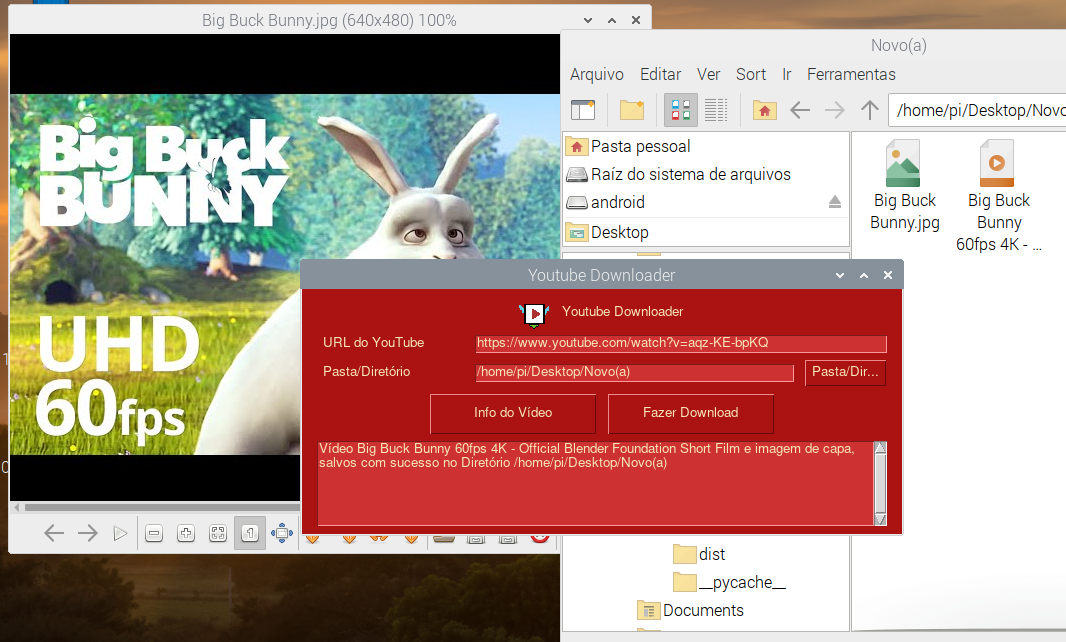 Big Buck Bunny.jpg (640x480) 100%
Big Buck
BUNNY
UHD
60fps
Novo(a)
Arquivo Editar Ver Sort Ir Ferramentas
/home/pi/Desktop/Novo
Pasta pessoal
Raíz do sistema de arquivos
android
Desktop
Big Buck
Bunny.jpg
Big Buck
Bunny
60fps 4K - ...
Youtube Downloader
Youtube Downloader
URL do YouTube
https://www.youtube.com/watch?v=aqz-KE-bpKQ
Pasta/Diretório
/home/pi/Desktop/Novo(a)
Pasta/Dir...
Info do Vídeo
Fazer Download
Vídeo Big Buck Bunny 60fps 4K - Official Blender Foundation Short Film e imagem de capa,
salvos com sucesso no Diretório /home/pi/Desktop/Novo(a)
1
dist
__pycache__
Documents